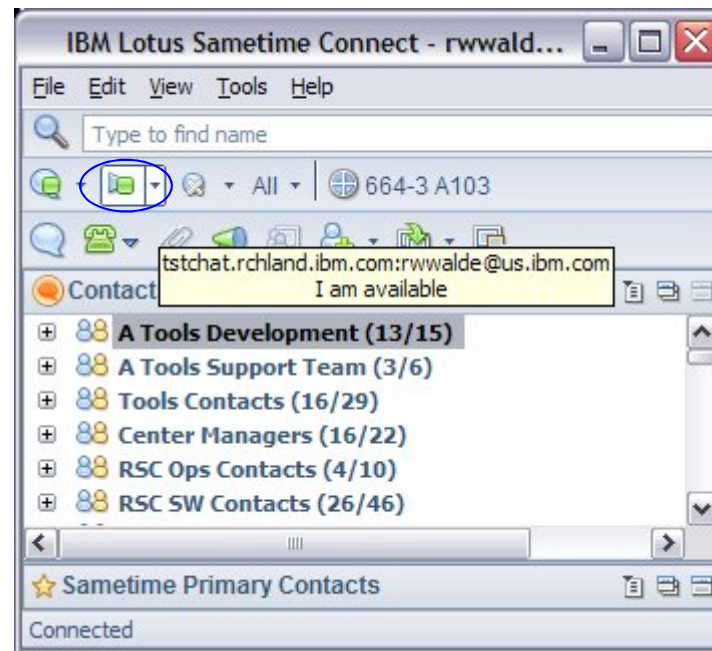 IBM Lotus Sametime Connect - rwwald...
File Edit View Tools Help
Type to find name
All 664-3 A103
tstchat.rchland.ibm.com:rwwalde@us.ibm.com
I am available
Contact
A Tools Development (13/15)
A Tools Support Team (3/6)
Tools Contacts (16/29)
Center Managers (16/22)
RSC Ops Contacts (4/10)
RSC SW Contacts (26/46)
Sametime Primary Contacts
Connected